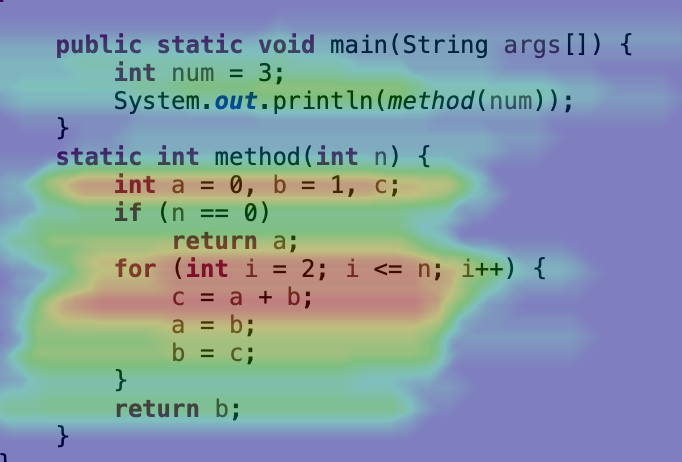 public static void main(String args[]) {
int num = 3;
System.out.println(method(num));
}
static int method(int n) {
int a = 0, b = 1, c;
if (n == 0)
return a;
for (int i = 2; i <= n; i++) {
c = a + b;
a = b;
b = c;
}
return b;
}
}